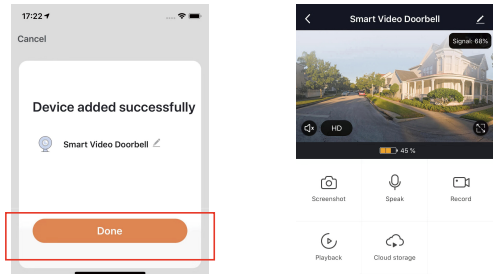 17:22
Cancel
Device added successfully
Smart Video Doorbell
Done
Smart Video Doorbell
Signal: 68%
HD
45 %
Screenshot
Speak
Record
Playback
Cloud storage